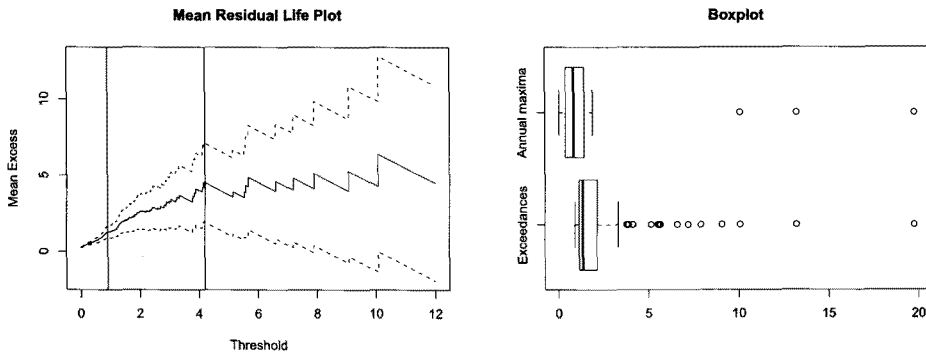 Mean Residual Life Plot
Mean Excess
10
5
0
0 2 4 6 8 10 12
Threshold
Boxplot
Annual maxima
Exceedances
0 5 10 15 20